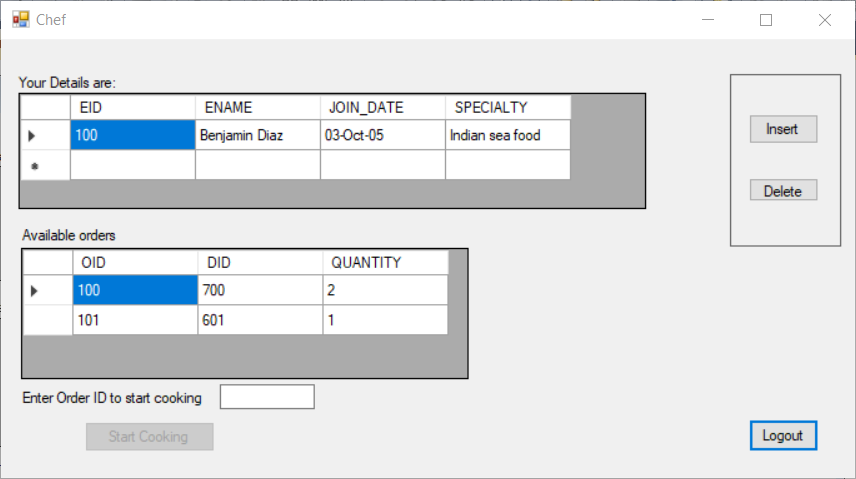 Chef
Your Details are:
EID ENAME JOIN_DATE SPECIALTY
100 Benjamin Diaz 03-Oct-05 Indian sea food
Insert
Delete
Available orders
OID DID QUANTITY
100 700 2
101 601 1
Enter Order ID to start cooking
Start Cooking
Logout